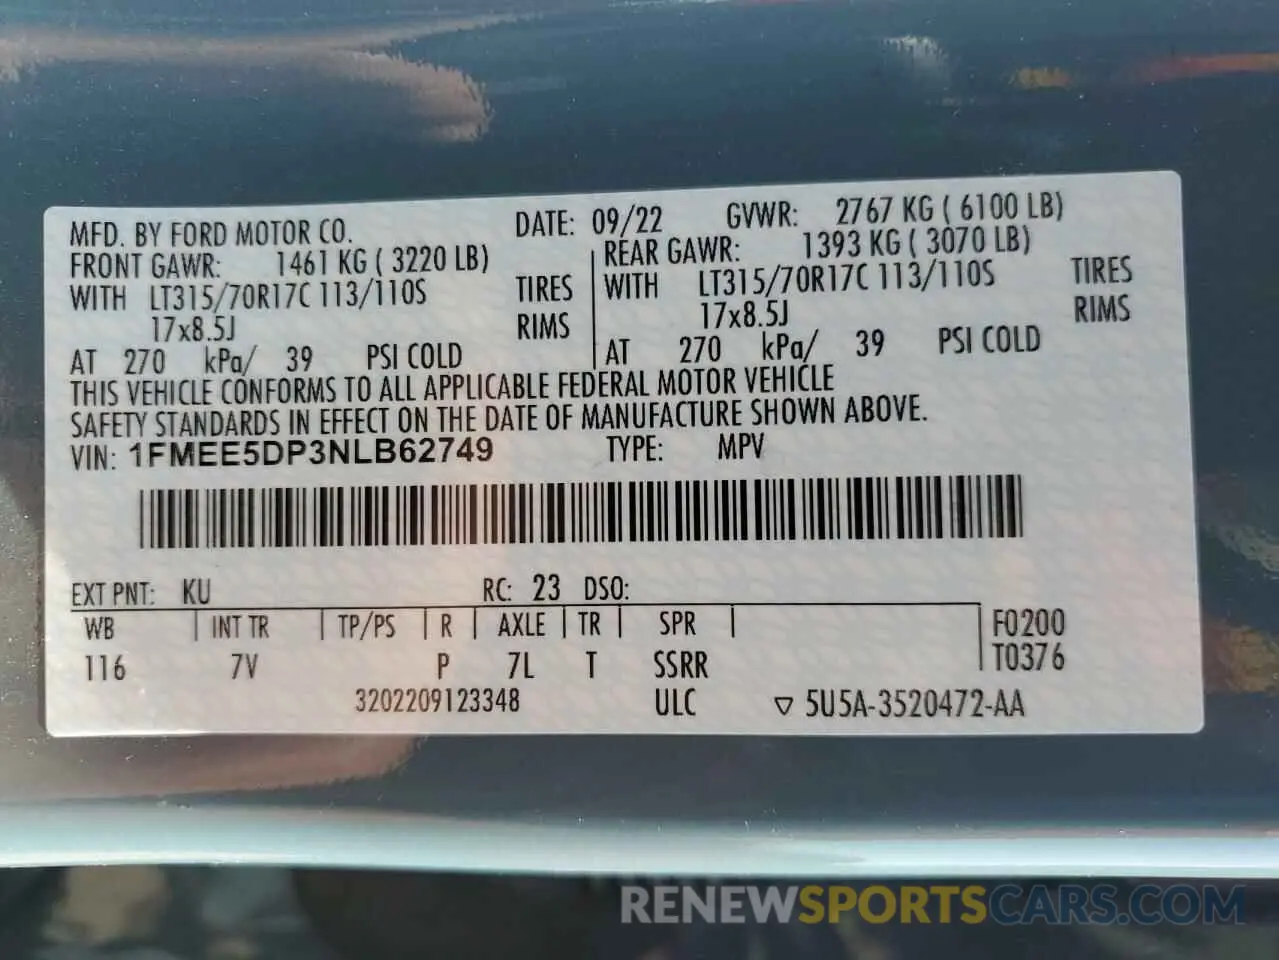 MFD. BY FORD MOTOR CO. DATE: 09/22 GVWR: 2767 KG ( 6100 LB)
FRONT GAWR: 1461 KG ( 3220 LB) REAR GAWR: 1393 KG ( 3070 LB)
WITH LT315/70R17C 113/110S TIRES WITH LT315/70R17C 113/110S TIRES
17x8.5J RIMS 17x8.5J RIMS
AT 270 kPa/ 39 PSI COLD AT 270 kPa/ 39 PSI COLD
THIS VEHICLE CONFORMS TO ALL APPLICABLE FEDERAL MOTOR VEHICLE
SAFETY STANDARDS IN EFFECT ON THE DATE OF MANUFACTURE SHOWN ABOVE.
VIN: 1FMEE5DP3NLB62749 TYPE: MPV
EXT PNT: KU RC: 23 DSO:
WB INT TR TP/PS R AXLE TR SPR F0200
116 7V P 7L T SSRR T0376
3202209123348 ULC ▽ 5U5A-3520472-AA
RENEWSPORTSCARS.COM